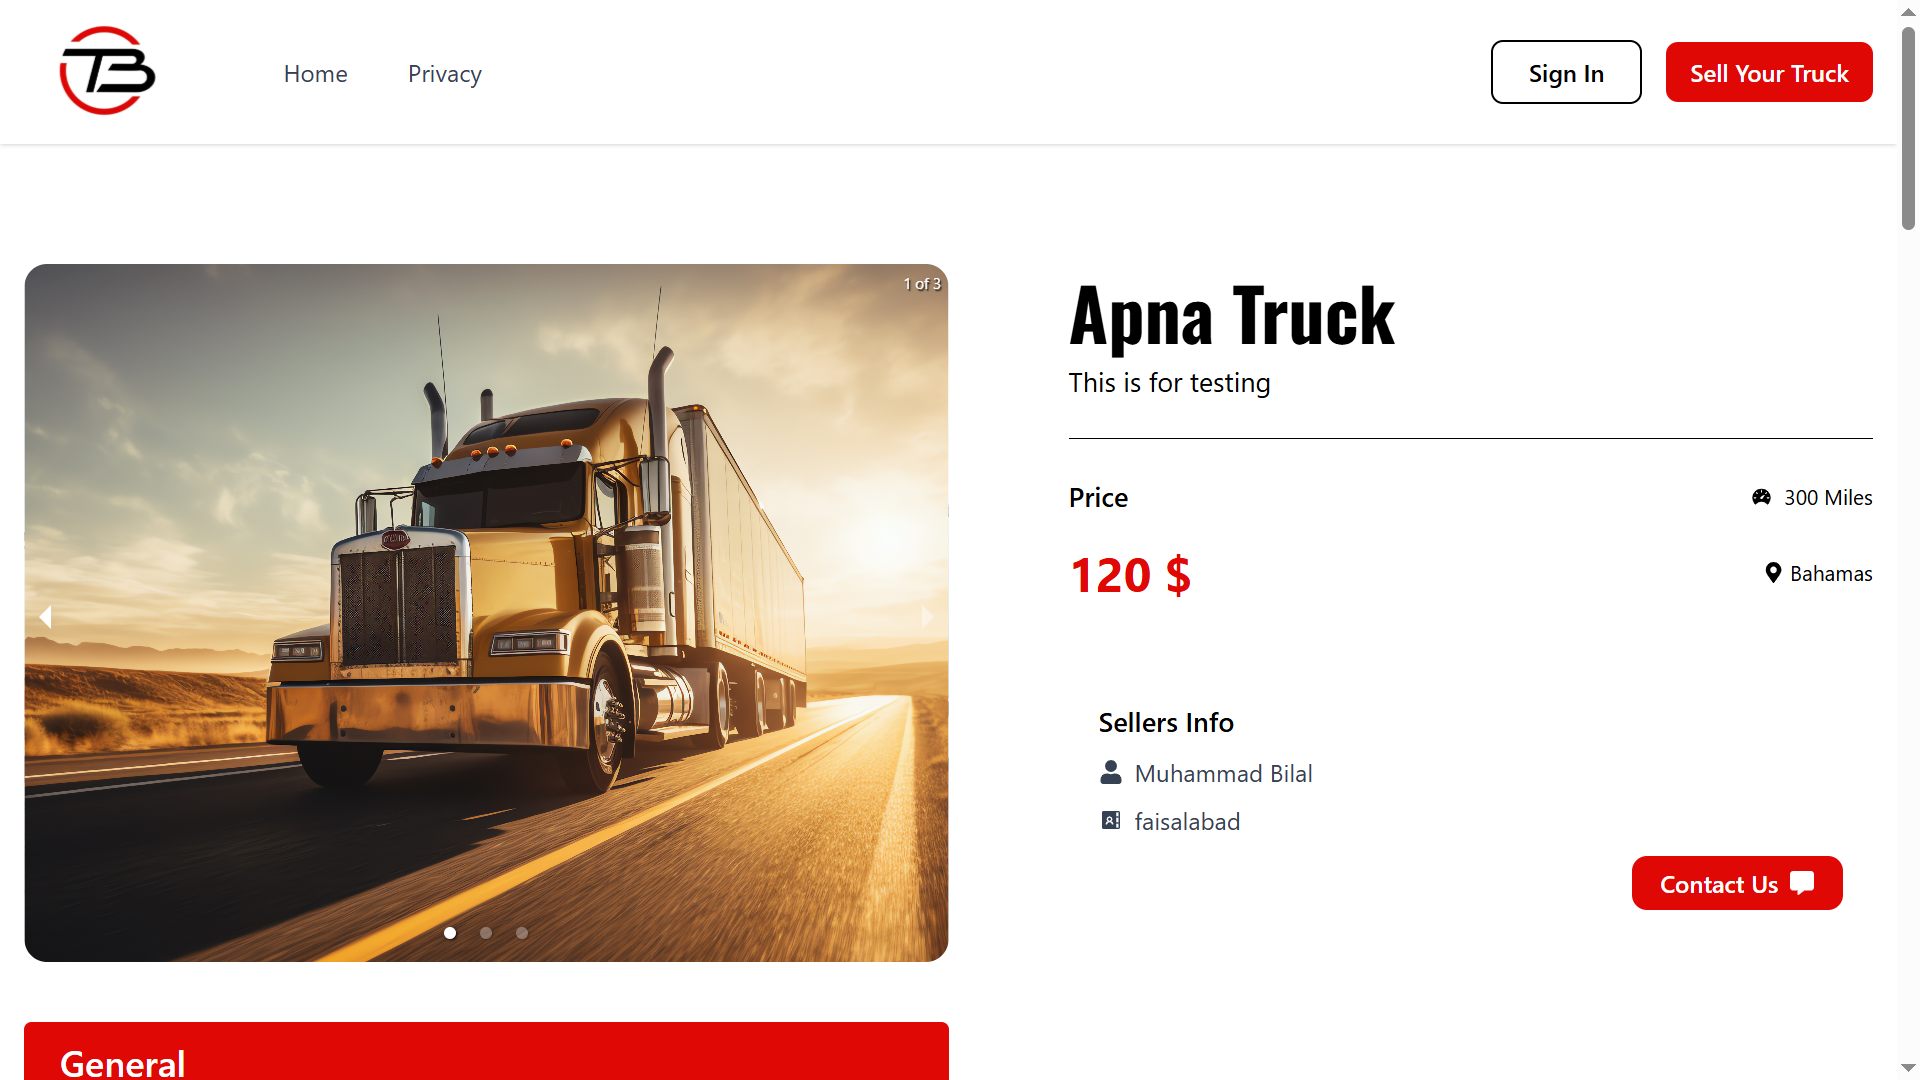 TB
Home
Privacy
Sign In
Sell Your Truck
1 of 3
Apna Truck
This is for testing
Price
300 Miles
120 $
Bahamas
Sellers Info
Muhammad Bilal
faisalabad
Contact Us
General